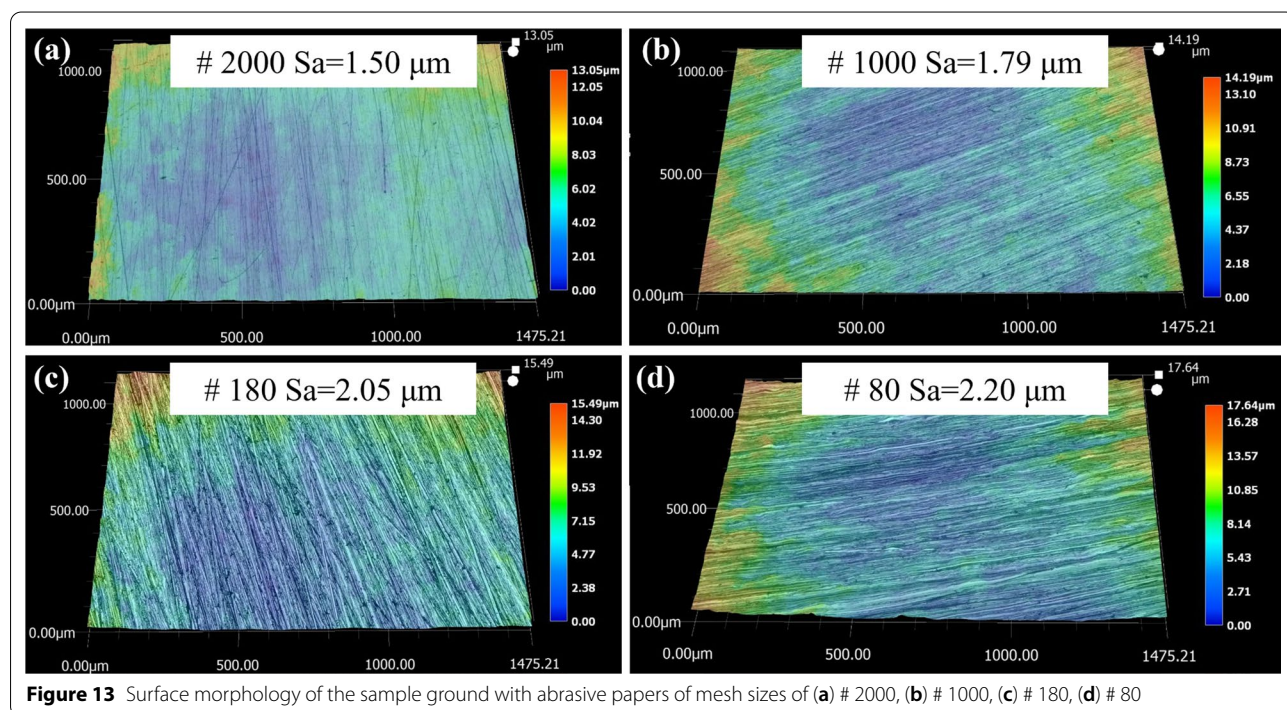 (a)
# 2000 Sa=1.50 μm
13.05
μm
1000.00
500.00
0.00μm
0.00μm
500.00
1000.00
1475.21
13.05μm
12.05
10.04
8.03
6.02
4.02
2.01
0.00
(b)
# 1000 Sa=1.79 μm
14.19
μm
1000.00
500.00
0.00μm
0.00μm
500.00
1000.00
1475.21
14.19μm
13.10
10.91
8.73
6.55
4.37
2.18
0.00
(c)
# 180 Sa=2.05 μm
15.49
μm
1000.00
500.00
0.00μm
0.00μm
500.00
1000.00
1475.21
15.49μm
14.30
11.92
9.53
7.15
4.77
2.38
0.00
(d)
# 80 Sa=2.20 μm
17.64
μm
1000.00
500.00
0.00μm
0.00μm
500.00
1000.00
1475.21
17.64μm
16.28
13.57
10.85
8.14
5.43
2.71
0.00
Figure 13 Surface morphology of the sample ground with abrasive papers of mesh sizes of (a) # 2000, (b) # 1000, (c) # 180, (d) # 80